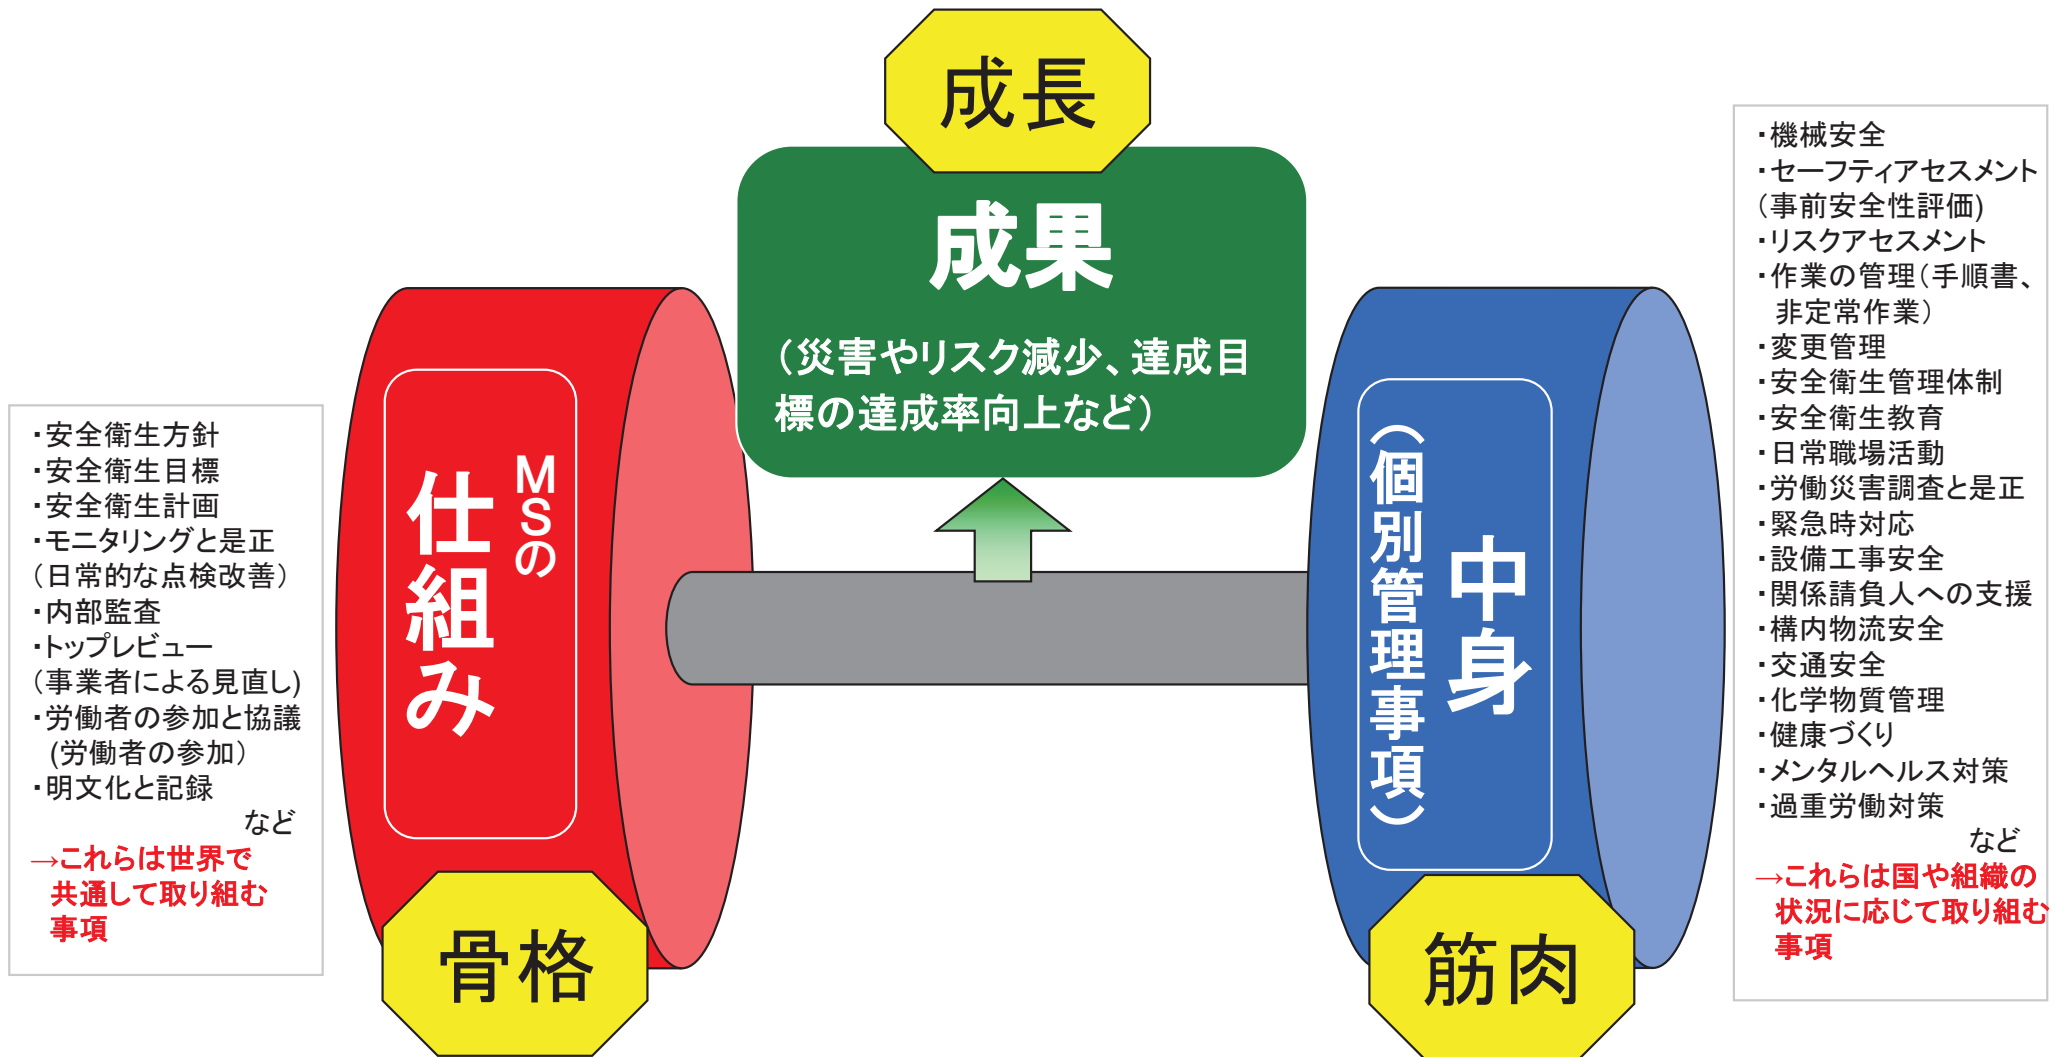 成長
成果
（災害やリスク減少、達成目
標の達成率向上など）
・安全衛生方針
・安全衛生目標
・安全衛生計画
・モニタリングと是正
（日常的な点検改善）
・内部監査
・トップレビュー
（事業者による見直し)
・労働者の参加と協議
(労働者の参加）
・明文化と記録
など
→これらは世界で
共通して取り組む
事項
MSの
仕組み
骨格
中身
（個別管理事項）
筋肉
・機械安全
・セーフティアセスメント
（事前安全性評価)
・リスクアセスメント
・作業の管理（手順書、
非定常作業）
・変更管理
・安全衛生管理体制
・安全衛生教育
・日常職場活動
・労働災害調査と是正
・緊急時対応
・設備工事安全
・関係請負人への支援
・構内物流安全
・交通安全
・化学物質管理
・健康づくり
・メンタルヘルス対策
・過重労働対策
など
→これらは国や組織の
状況に応じて取り組む
事項